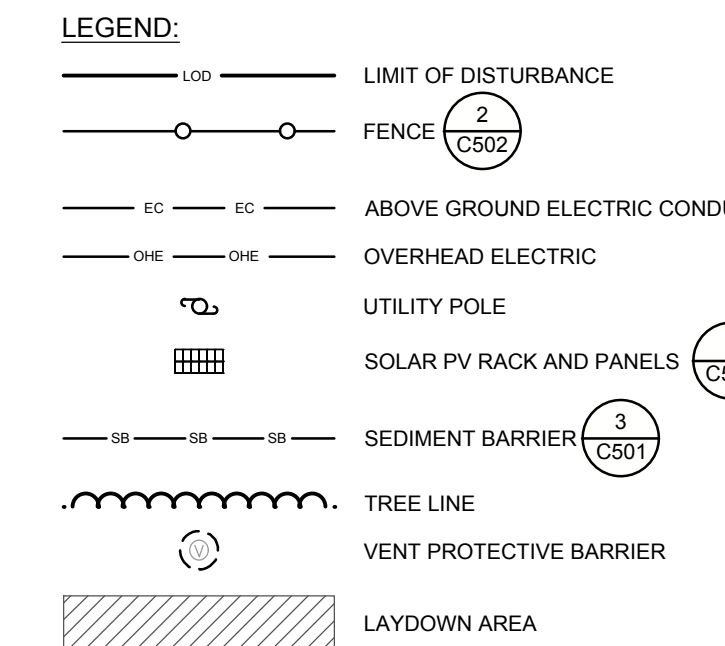 LEGEND:
LOD LIMIT OF DISTURBANCE
FENCE 2
C502
EC EC ABOVE GROUND ELECTRIC
OHE OHE OVERHEAD ELECTRIC
UTILITY POLE
SOLAR PV RACK AND PANELS
SB SB SB SEDIMENT BARRIER 3
C501
TREE LINE
V VENT PROTECTIVE BARRIER
LAYDOWN AREA